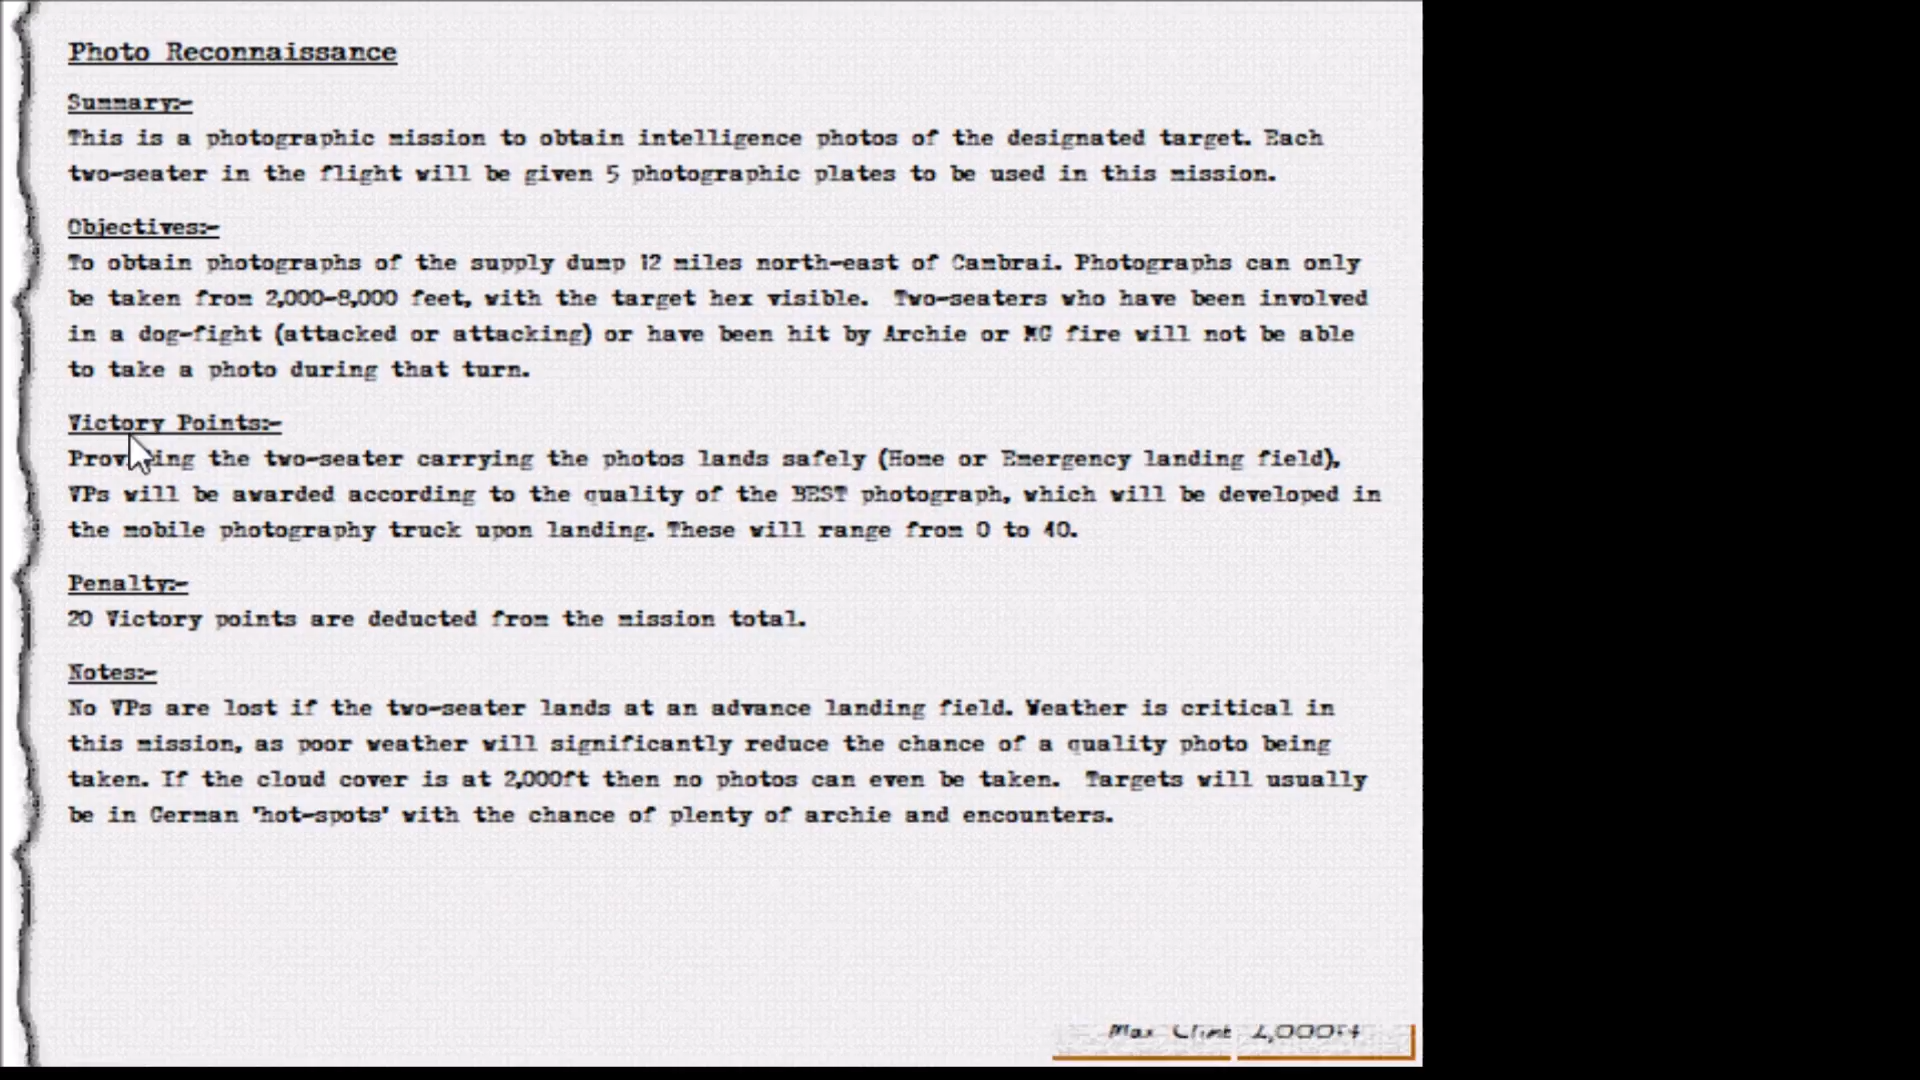 Photo Reconnaissance
Summary:-
This is a photographic mission to obtain intelligence photos of the designated target. Each
two-seater in the flight will be given 5 photographic plates to be used in this mission.
Objectives:-
To obtain photographs of the supply dump 12 miles north-east of Cambrai. Photographs can only
be taken from 2,000-8,000 feet, with the target hex visible. Two-seaters who have been involved
in a dog-fight (attacked or attacking) or have been hit by Archie or MG fire will not be able
to take a photo during that turn.
Victory Points:-
Providing the two-seater carrying the photos lands safely (Home or Emergency landing field),
VPs will be awarded according to the quality of the BEST photograph, which will be developed in
the mobile photography truck upon landing. These will range from 0 to 40.
Penalty:-
20 Victory points are deducted from the mission total.
Notes:-
No VPs are lost if the two-seater lands at an advance landing field. Weather is critical in
this mission, as poor weather will significantly reduce the chance of a quality photo being
taken. If the cloud cover is at 2,000ft then no photos can even be taken. Targets will usually
be in German 'hot-spots' with the chance of plenty of archie and encounters.
Max Climb